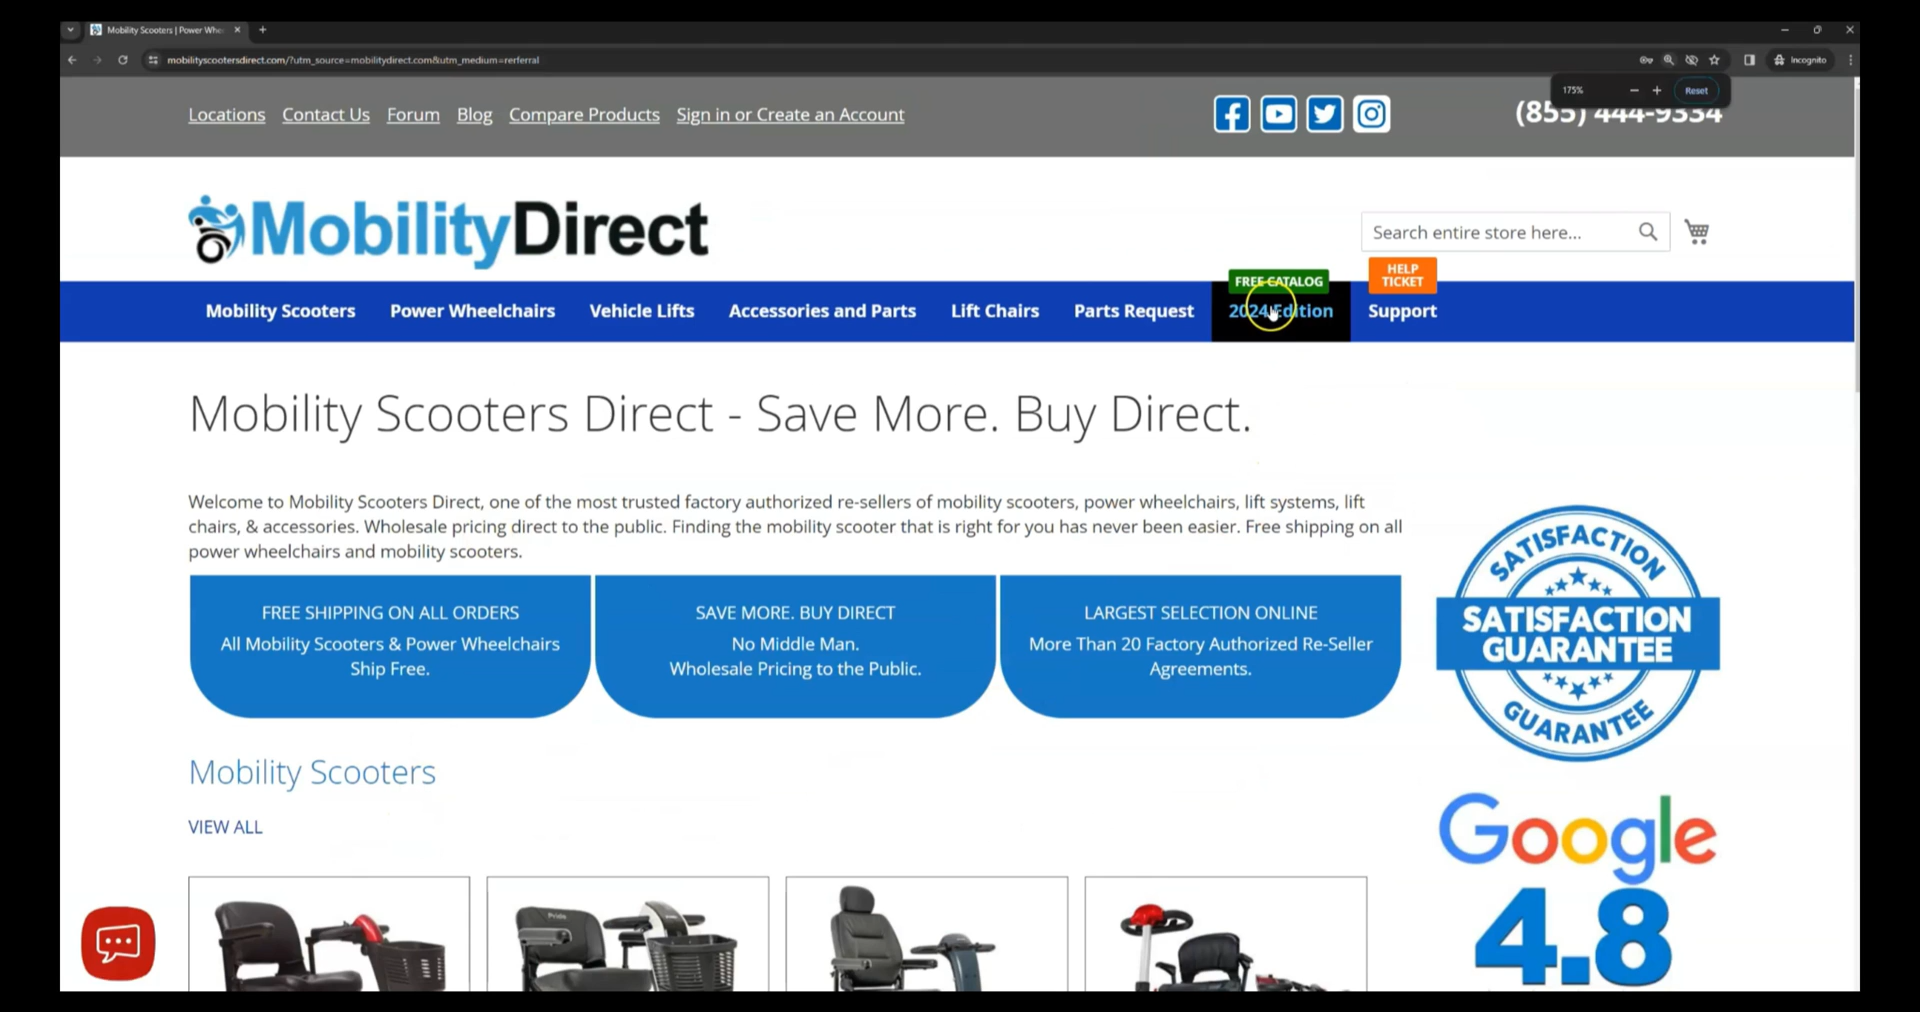 Mobility Scooters | Power Whe
mobilityscootersdirect.com/?utm_source=mobilitydirect.com&utm_medium=rerferral
Incognito
175%
Reset
Locations Contact Us Forum Blog Compare Products Sign in or Create an Account
(855) 444-9334
MobilityDirect
Search entire store here...
FREE CATALOG
HELP
TICKET
Mobility Scooters Power Wheelchairs Vehicle Lifts Accessories and Parts Lift Chairs Parts Request 2024 Edition Support
Mobility Scooters Direct - Save More. Buy Direct.
Welcome to Mobility Scooters Direct, one of the most trusted factory authorized re-sellers of mobility scooters, power wheelchairs, lift systems, lift
chairs, & accessories. Wholesale pricing direct to the public. Finding the mobility scooter that is right for you has never been easier. Free shipping on all
power wheelchairs and mobility scooters.
FREE SHIPPING ON ALL ORDERS
All Mobility Scooters & Power Wheelchairs
Ship Free.
SAVE MORE. BUY DIRECT
No Middle Man.
Wholesale Pricing to the Public.
LARGEST SELECTION ONLINE
More Than 20 Factory Authorized Re-Seller
Agreements.
SATISFACTION
SATISFACTION
GUARANTEE
GUARANTEE
Mobility Scooters
VIEW ALL
Google
4.8
Pride